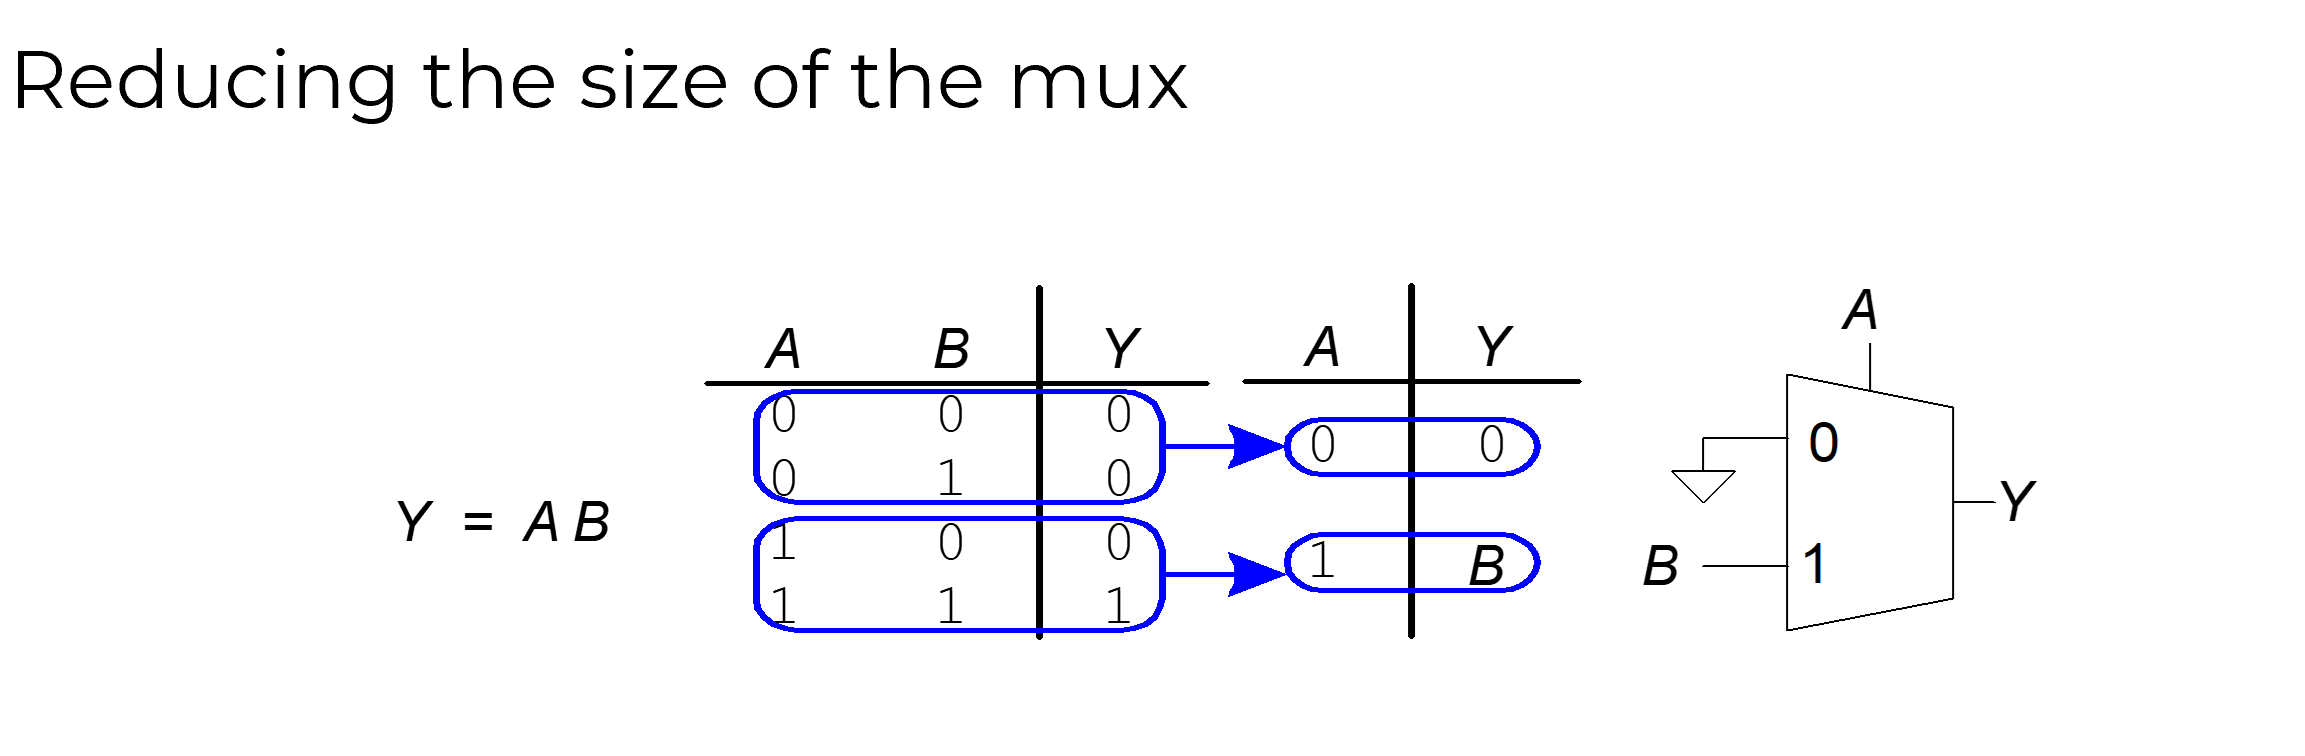 Reducing the size of the mux
Y = A B
A B Y
0 0 0
0 1 0
1 0 0
1 1 1
A Y
0 0
1 B
A
0
1
B
Y